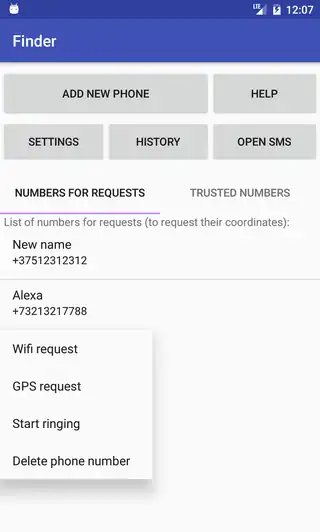 LTE 12:07
Finder
ADD NEW PHONE HELP
SETTINGS HISTORY OPEN SMS
NUMBERS FOR REQUESTS TRUSTED NUMBERS
List of numbers for requests (to request their coordinates):
New name
+37512312312
Alexa
+73213217788
Wifi request
GPS request
Start ringing
Delete phone number